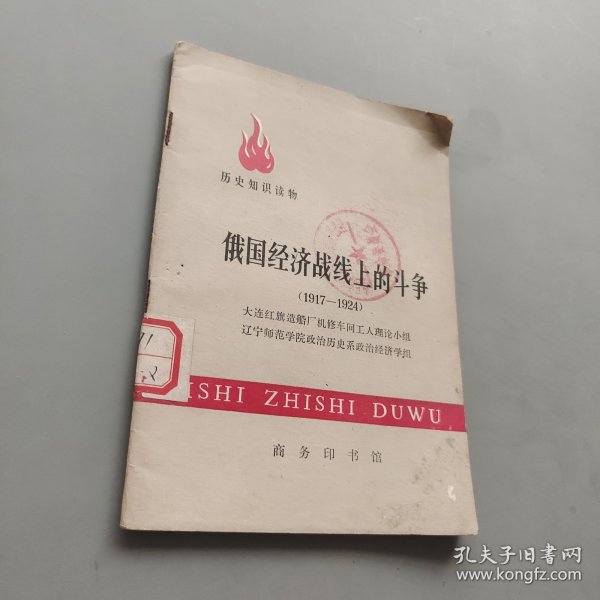 历史知识读物
俄国经济战线上的斗争
(1917—1924)
大连红旗造船厂机修车间工人理论小组
辽宁师范学院政治历史系政治经济学组
ISHI ZHISHI DUWU
商务印书馆
孔夫子旧书网
www.kongfz.com